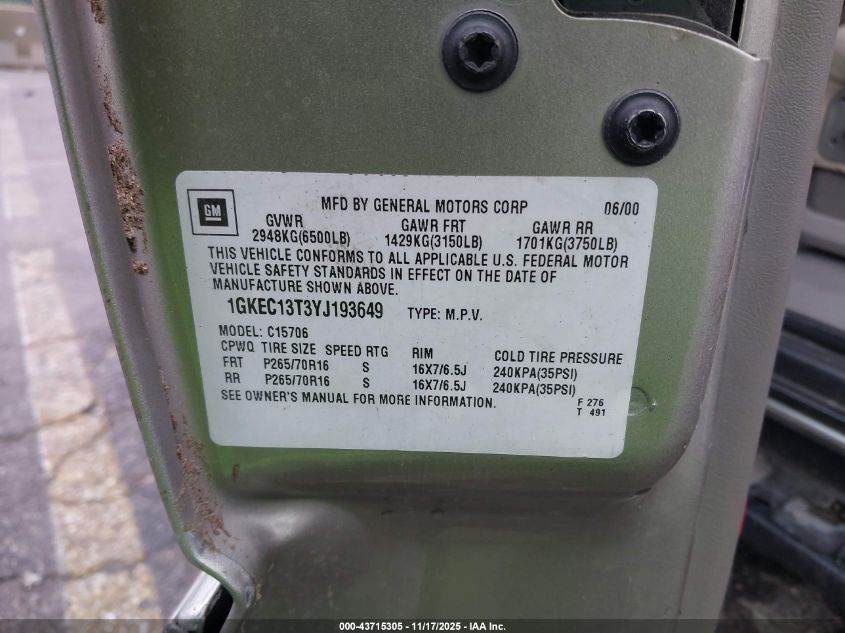 GM
MFD BY GENERAL MOTORS CORP 06/00
GVWR GAWR FRT GAWR RR
2948KG(6500LB) 1429KG(3150LB) 1701KG(3750LB)
THIS VEHICLE CONFORMS TO ALL APPLICABLE U.S. FEDERAL MOTOR
VEHICLE SAFETY STANDARDS IN EFFECT ON THE DATE OF
MANUFACTURE SHOWN ABOVE.
1GKEC13T3YJ193649 TYPE: M.P.V.
MODEL: C15706
CPWQ TIRE SIZE SPEED RTG RIM COLD TIRE PRESSURE
FRT P265/70R16 S 16X7/6.5J 240KPA(35PSI)
RR P265/70R16 S 16X7/6.5J 240KPA(35PSI)
SEE OWNER'S MANUAL FOR MORE INFORMATION. F 276
T 491
000-43715305 - 11/17/2025 - IAA Inc.